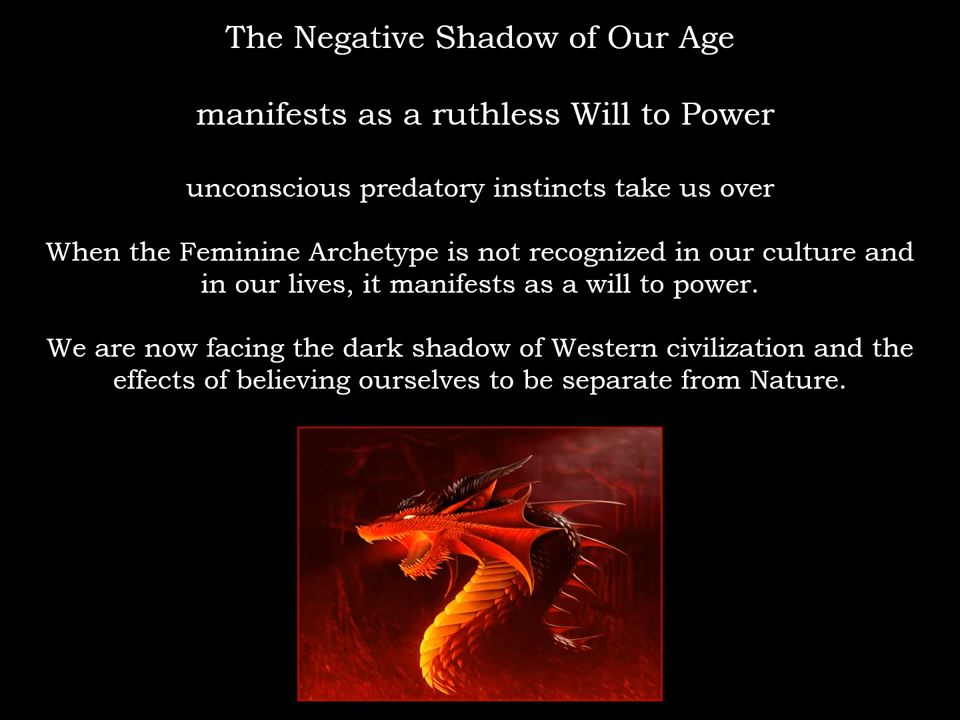 The Negative Shadow of Our Age
manifests as a ruthless Will to Power
unconscious predatory instincts take us over
When the Feminine Archetype is not recognized in our culture and
in our lives, it manifests as a will to power.
We are now facing the dark shadow of Western civilization and the
effects of believing ourselves to be separate from Nature.